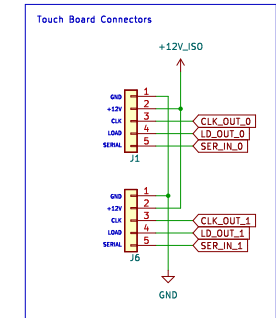 Touch Board Connectors
+12V_ISO
GND 1
+12V 2
CLK 3 CLK_OUT_0
LOAD 4 LD_OUT_0
SERIAL 5 SER_IN_0
J1
GND 1
+12V 2
CLK 3 CLK_OUT_1
LOAD 4 LD_OUT_1
SERIAL 5 SER_IN_1
J6
GND